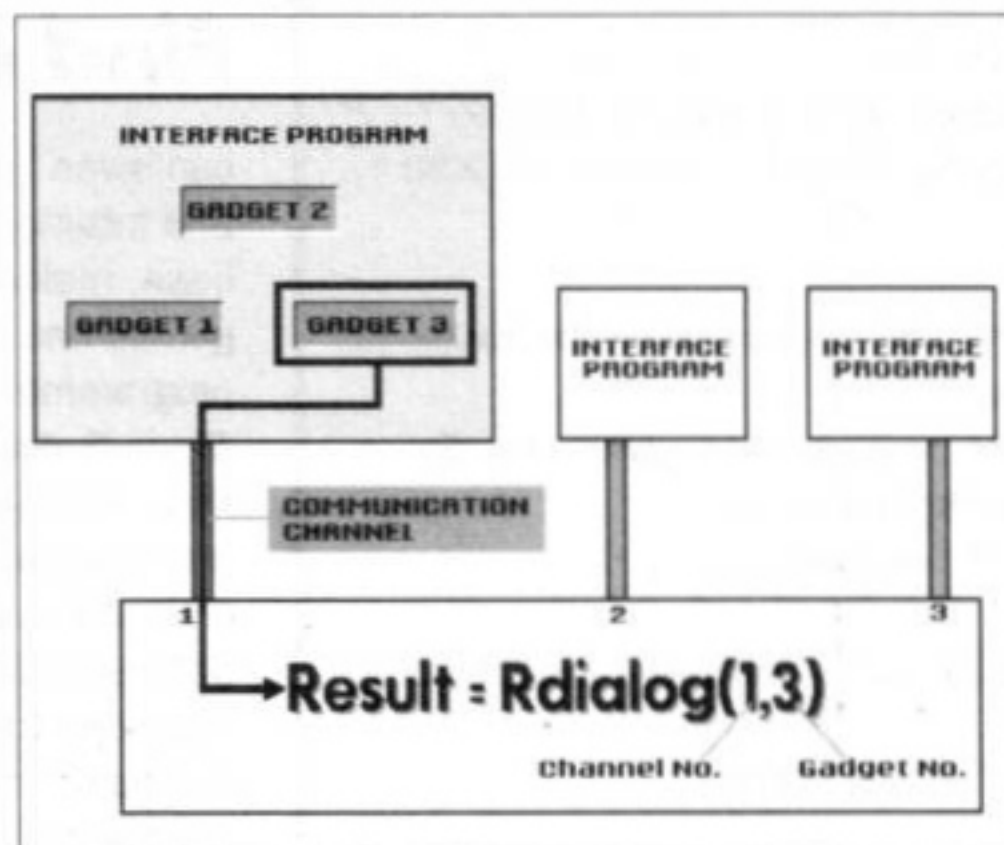 INTERFACE PROGRAM
GADGET 2
GADGET 1
GADGET 3
INTERFACE
PROGRAM
INTERFACE
PROGRAM
COMMUNICATION
CHANNEL
1
2
3
Result = Rdialog(1,3)
Channel No.
Gadget No.